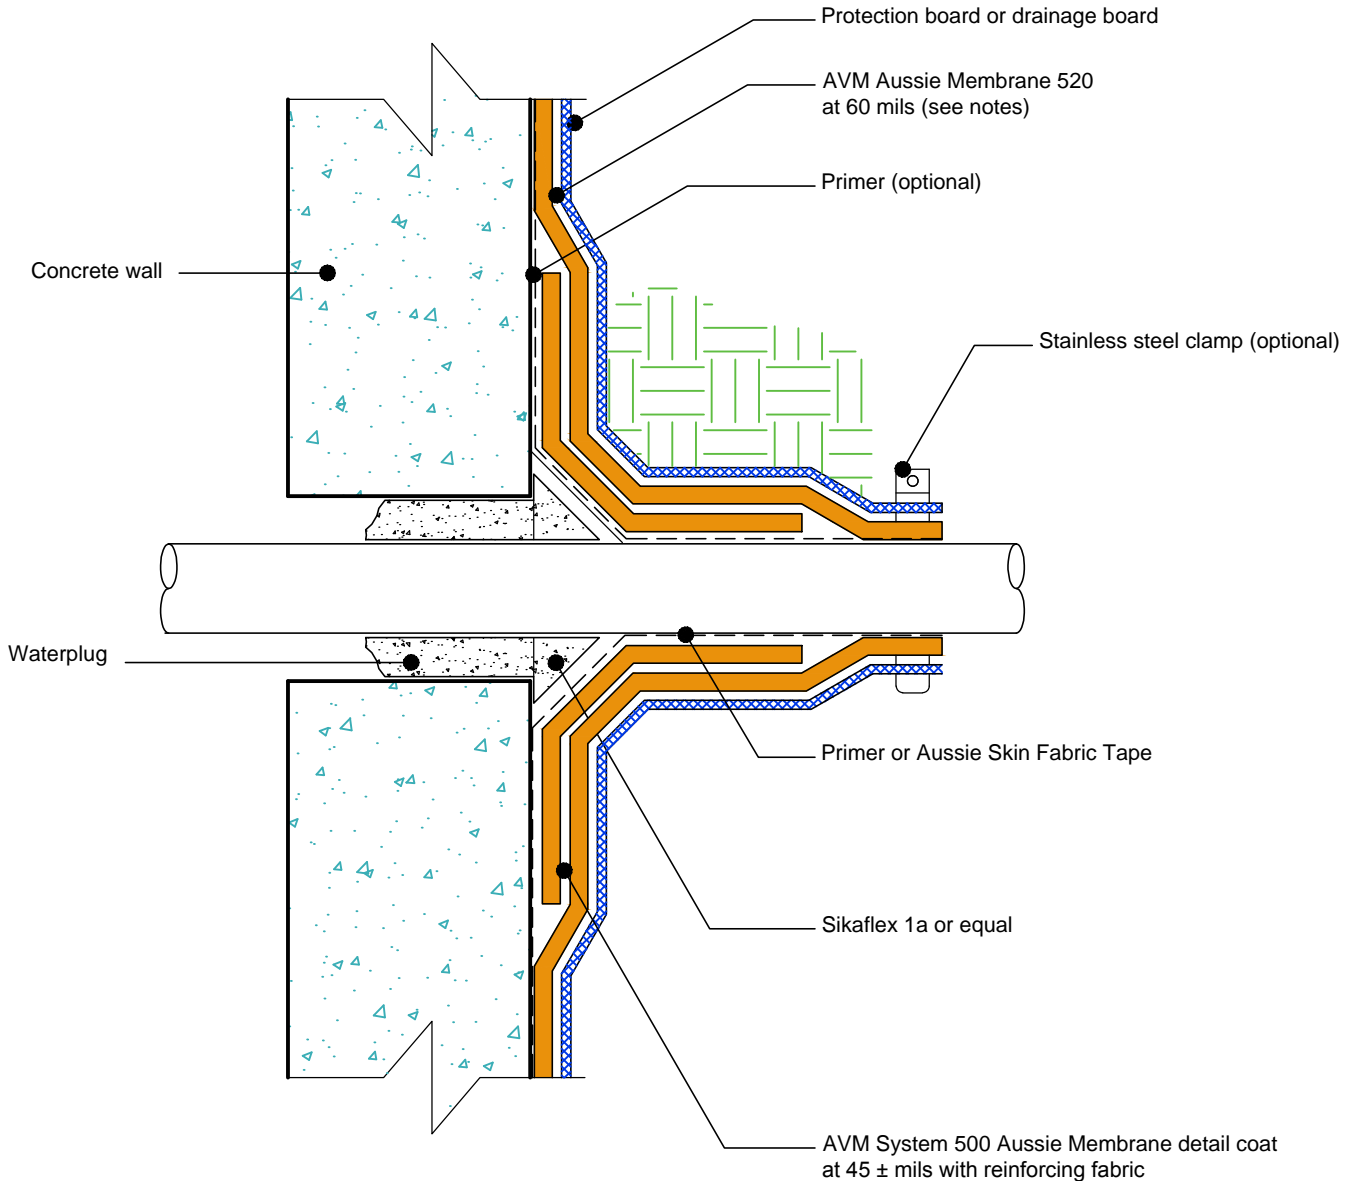 Protection board or drainage board
AVM Aussie Membrane 520
at 60 mils (see notes)
Primer (optional)
Concrete wall
Stainless steel clamp (optional)
Waterplug
Primer or Aussie Skin Fabric Tape
Sikaflex 1a or equal
AVM System 500 Aussie Membrane detail coat
at 45 ± mils with reinforcing fabric